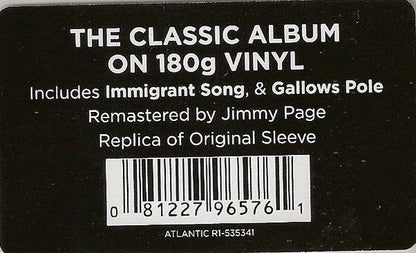 THE CLASSIC ALBUM
ON 180g VINYL
Includes Immigrant Song, & Gallows Pole
Remastered by Jimmy Page
Replica of Original Sleeve
0 81227 96576 1
ATLANTIC R1-535341